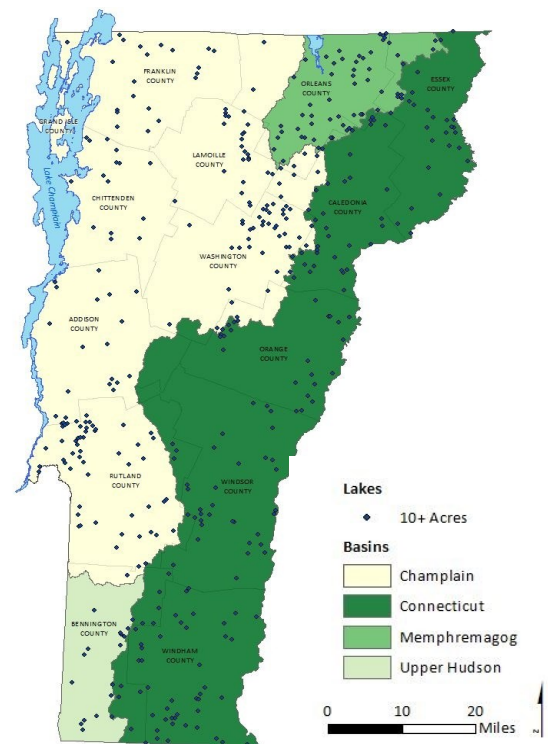 FRANKLIN
COUNTY
ORLEANS
COUNTY
ESSEX
COUNTY
GRAND ISLE
COUNTY
LAMOILLE
COUNTY
Lake Champlain
CHITTENDEN
COUNTY
CALEDONIA
COUNTY
WASHINGTON
COUNTY
ADDISON
COUNTY
ORANGE
COUNTY
RUTLAND
COUNTY
WINDSOR
COUNTY
BENNINGTON
COUNTY
WINDHAM
COUNTY
Lakes
10+ Acres
Basins
Champlain
Connecticut
Memphremagog
Upper Hudson
0 10 20
Miles
N